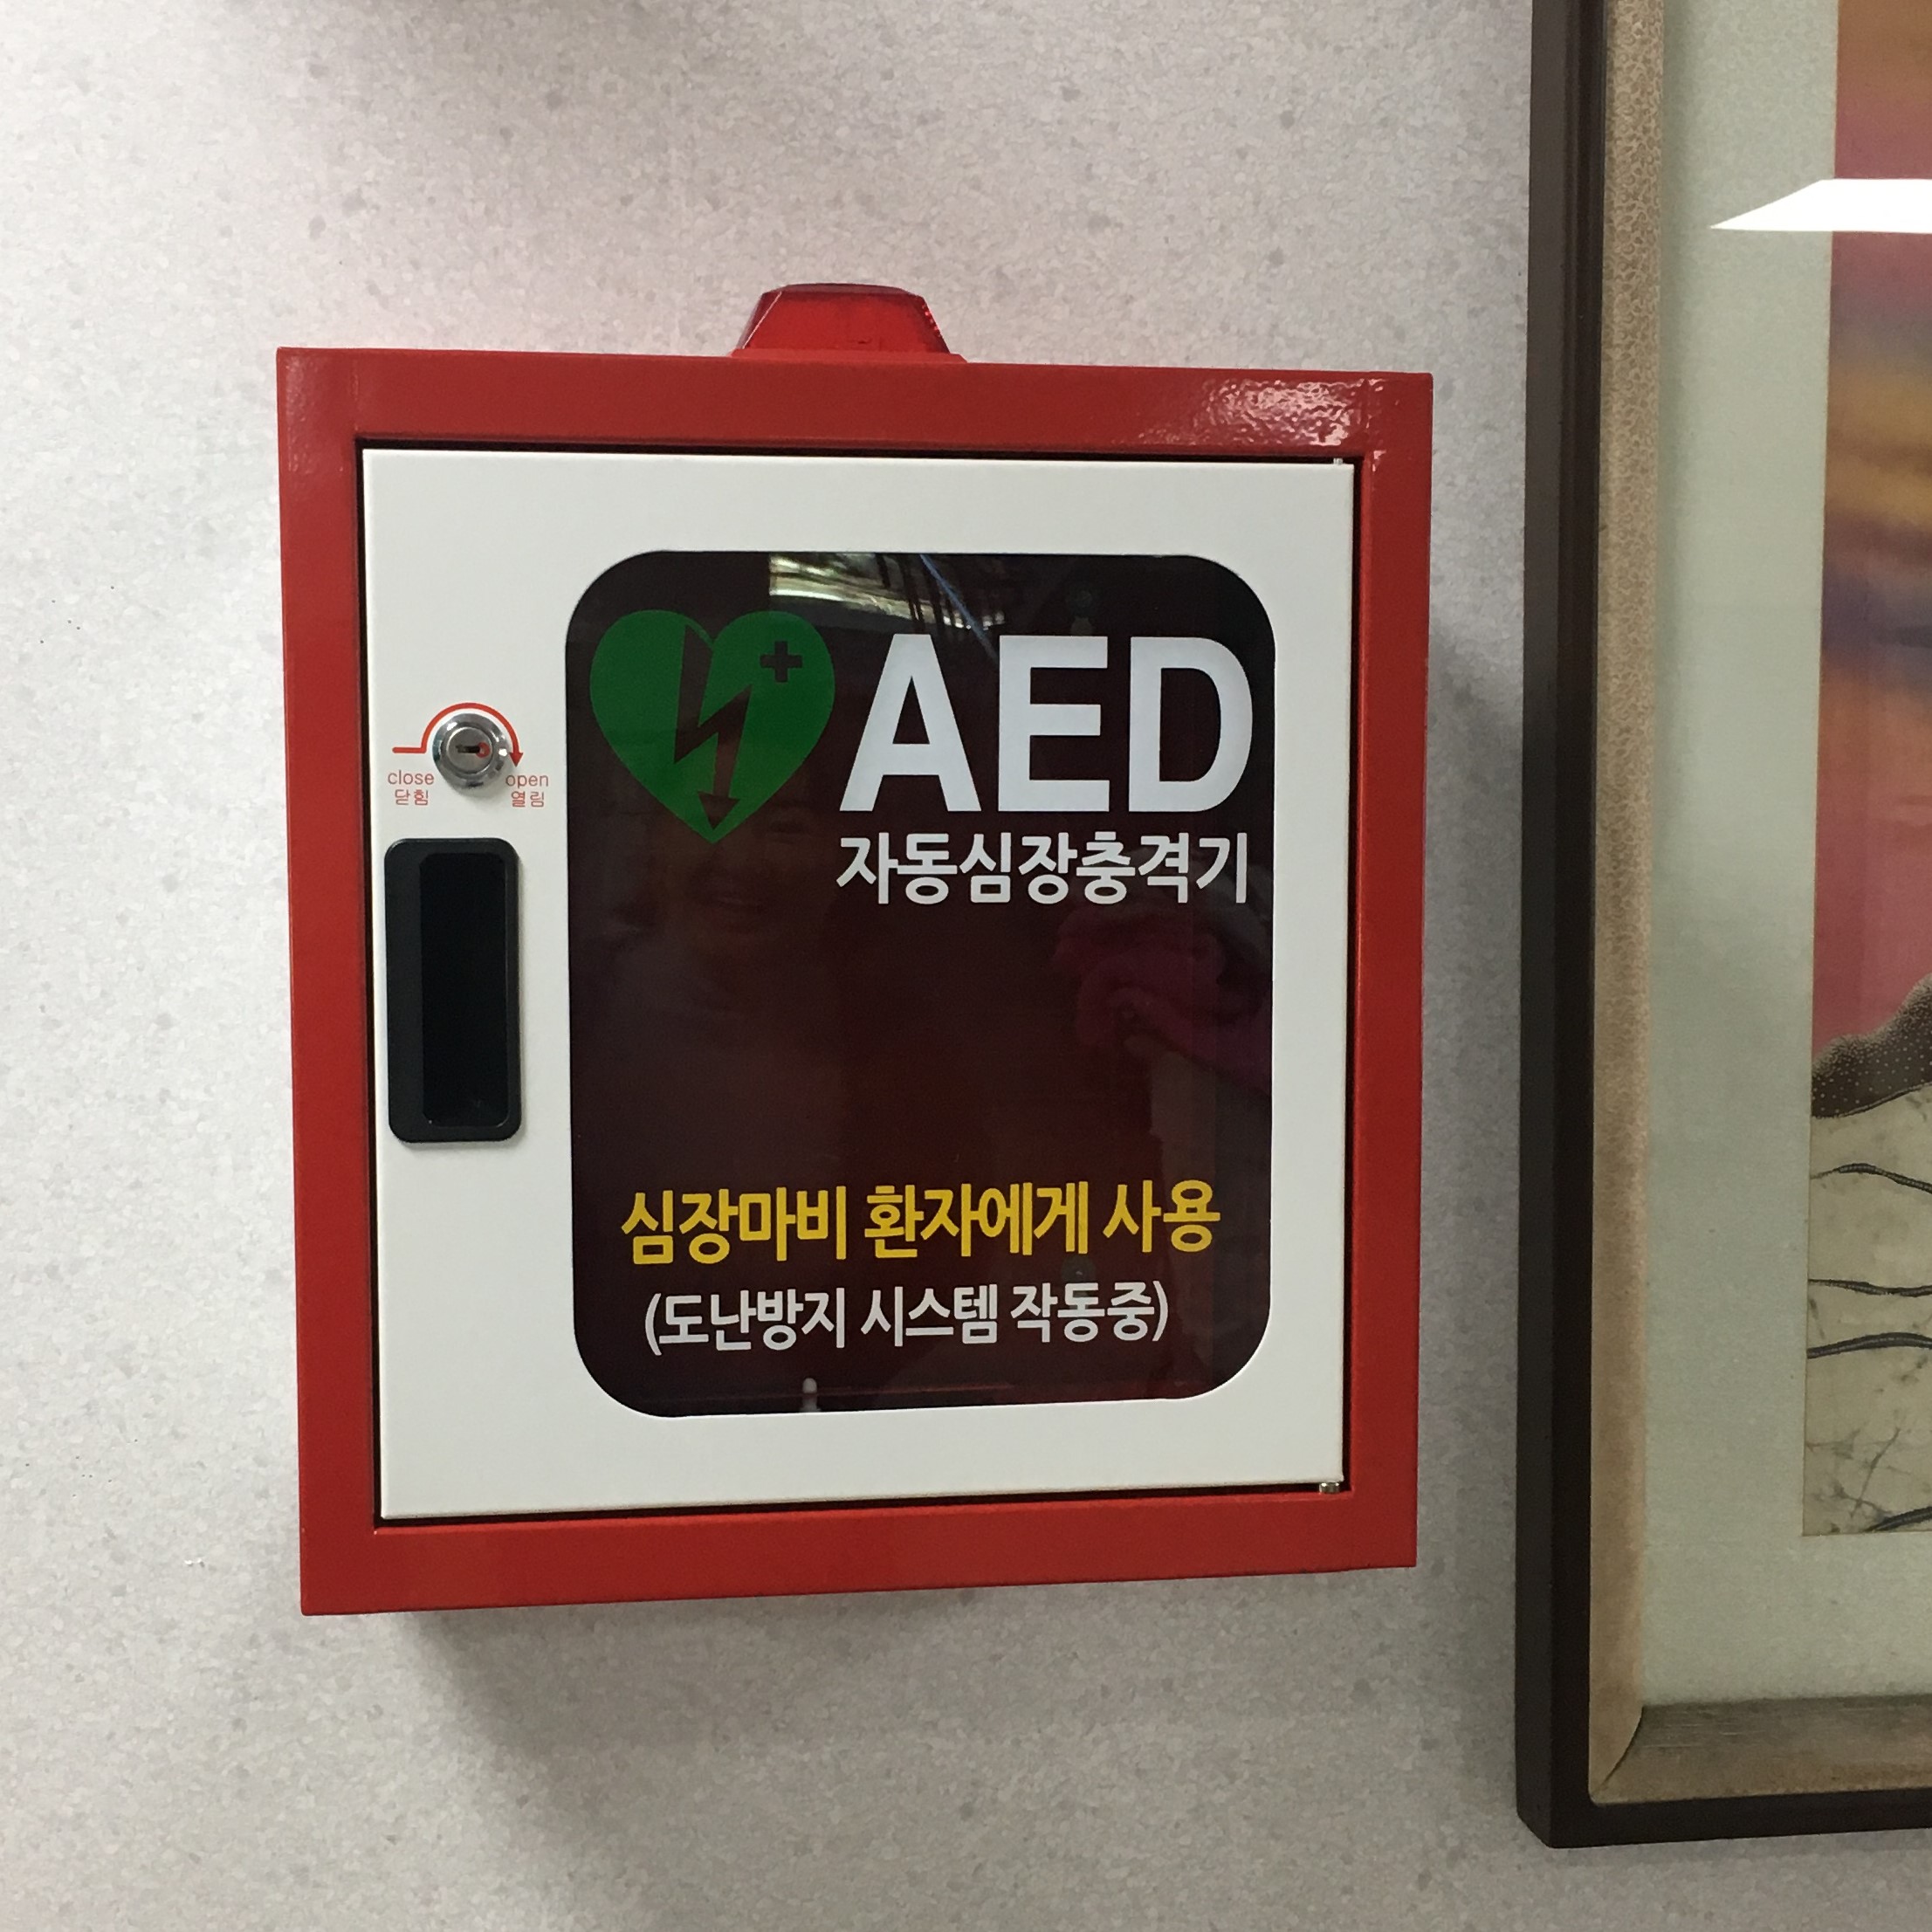 AED
자동심장충격기
close
닫힘
open
열림
심장마비 환자에게 사용
(도난방지 시스템 작동중)